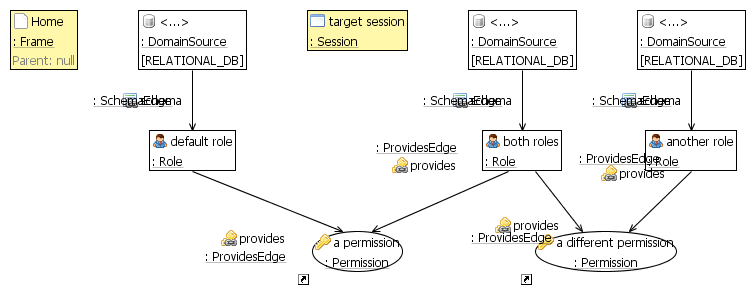 Home
: Frame
Parent: null
<...>
: DomainSource
[RELATIONAL_DB]
target session
: Session
<...>
: DomainSource
[RELATIONAL_DB]
<...>
: DomainSource
[RELATIONAL_DB]
: SchemaEdge
schema
: SchemaEdge
schema
: SchemaEdge
schema
default role
: Role
both roles
: Role
another role
: Role
: ProvidesEdge
provides
: ProvidesEdge
provides
provides
: ProvidesEdge
provides
: ProvidesEdge
a permission
: Permission
a different permission
: Permission